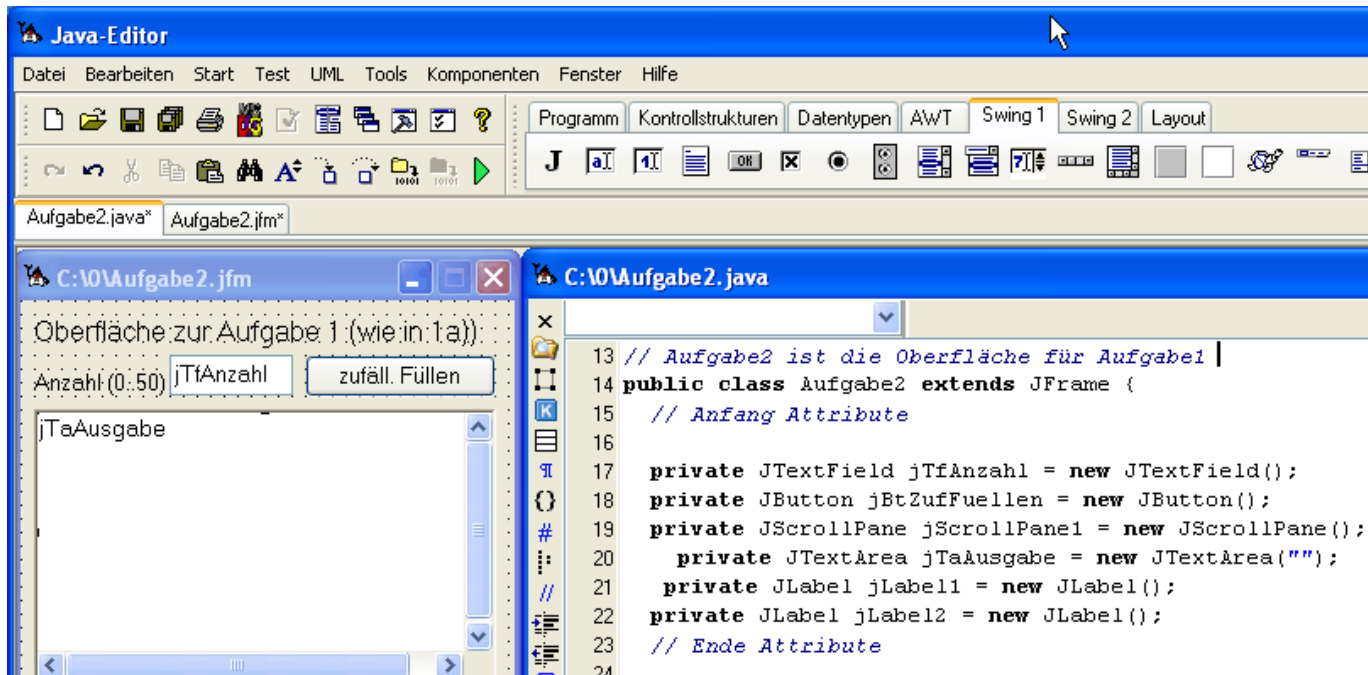 Java-Editor
Datei Bearbeiten Start Test UML Tools Komponenten Fenster Hilfe
Programm Kontrollstrukturen Datentypen AWT Swing 1 Swing 2 Layout
Aufgabe2.java* Aufgabe2.jfm*
C:\0\Aufgabe2.jfm
Oberfläche zur Aufgabe 1 (wie in 1a)):
Anzahl (0..50) jTfAnzahl zufäll. Füllen
jTaAusgabe
C:\0\Aufgabe2.java
13 // Aufgabe2 ist die Oberfläche für Aufgabe1
14 public class Aufgabe2 extends JFrame {
15 // Anfang Attribute
16
17 private JTextField jTfAnzahl = new JTextField();
18 private JButton jBtZufFuellen = new JButton();
19 private JScrollPane jScrollPane1 = new JScrollPane();
20 private JTextArea jTaAusgabe = new JTextArea("");
21 private JLabel jLabel1 = new JLabel();
22 private JLabel jLabel2 = new JLabel();
23 // Ende Attribute
24